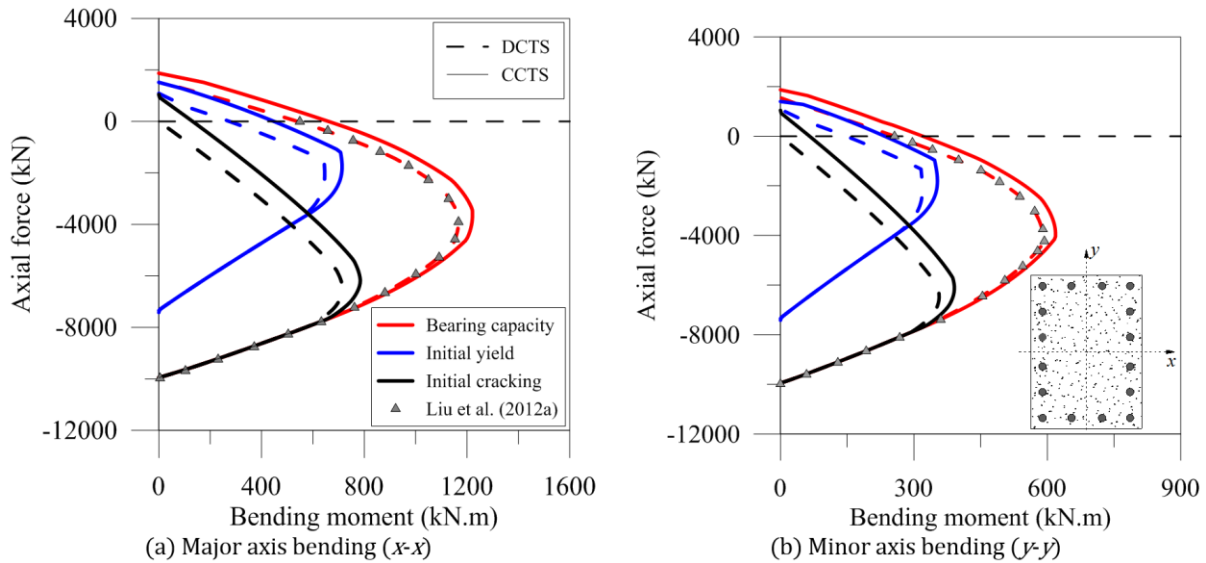 4000
0
-4000
-8000
-12000
Axial force (kN)
DCTS
CCTS
Bearing capacity
Initial yield
Initial cracking
Liu et al. (2012a)
0 400 800 1200 1600
Bending moment (kN.m)
(a) Major axis bending (x-x)
4000
0
-4000
-8000
-12000
Axial force (kN)
y
x
0 300 600 900
Bending moment (kN.m)
(b) Minor axis bending (y-y)